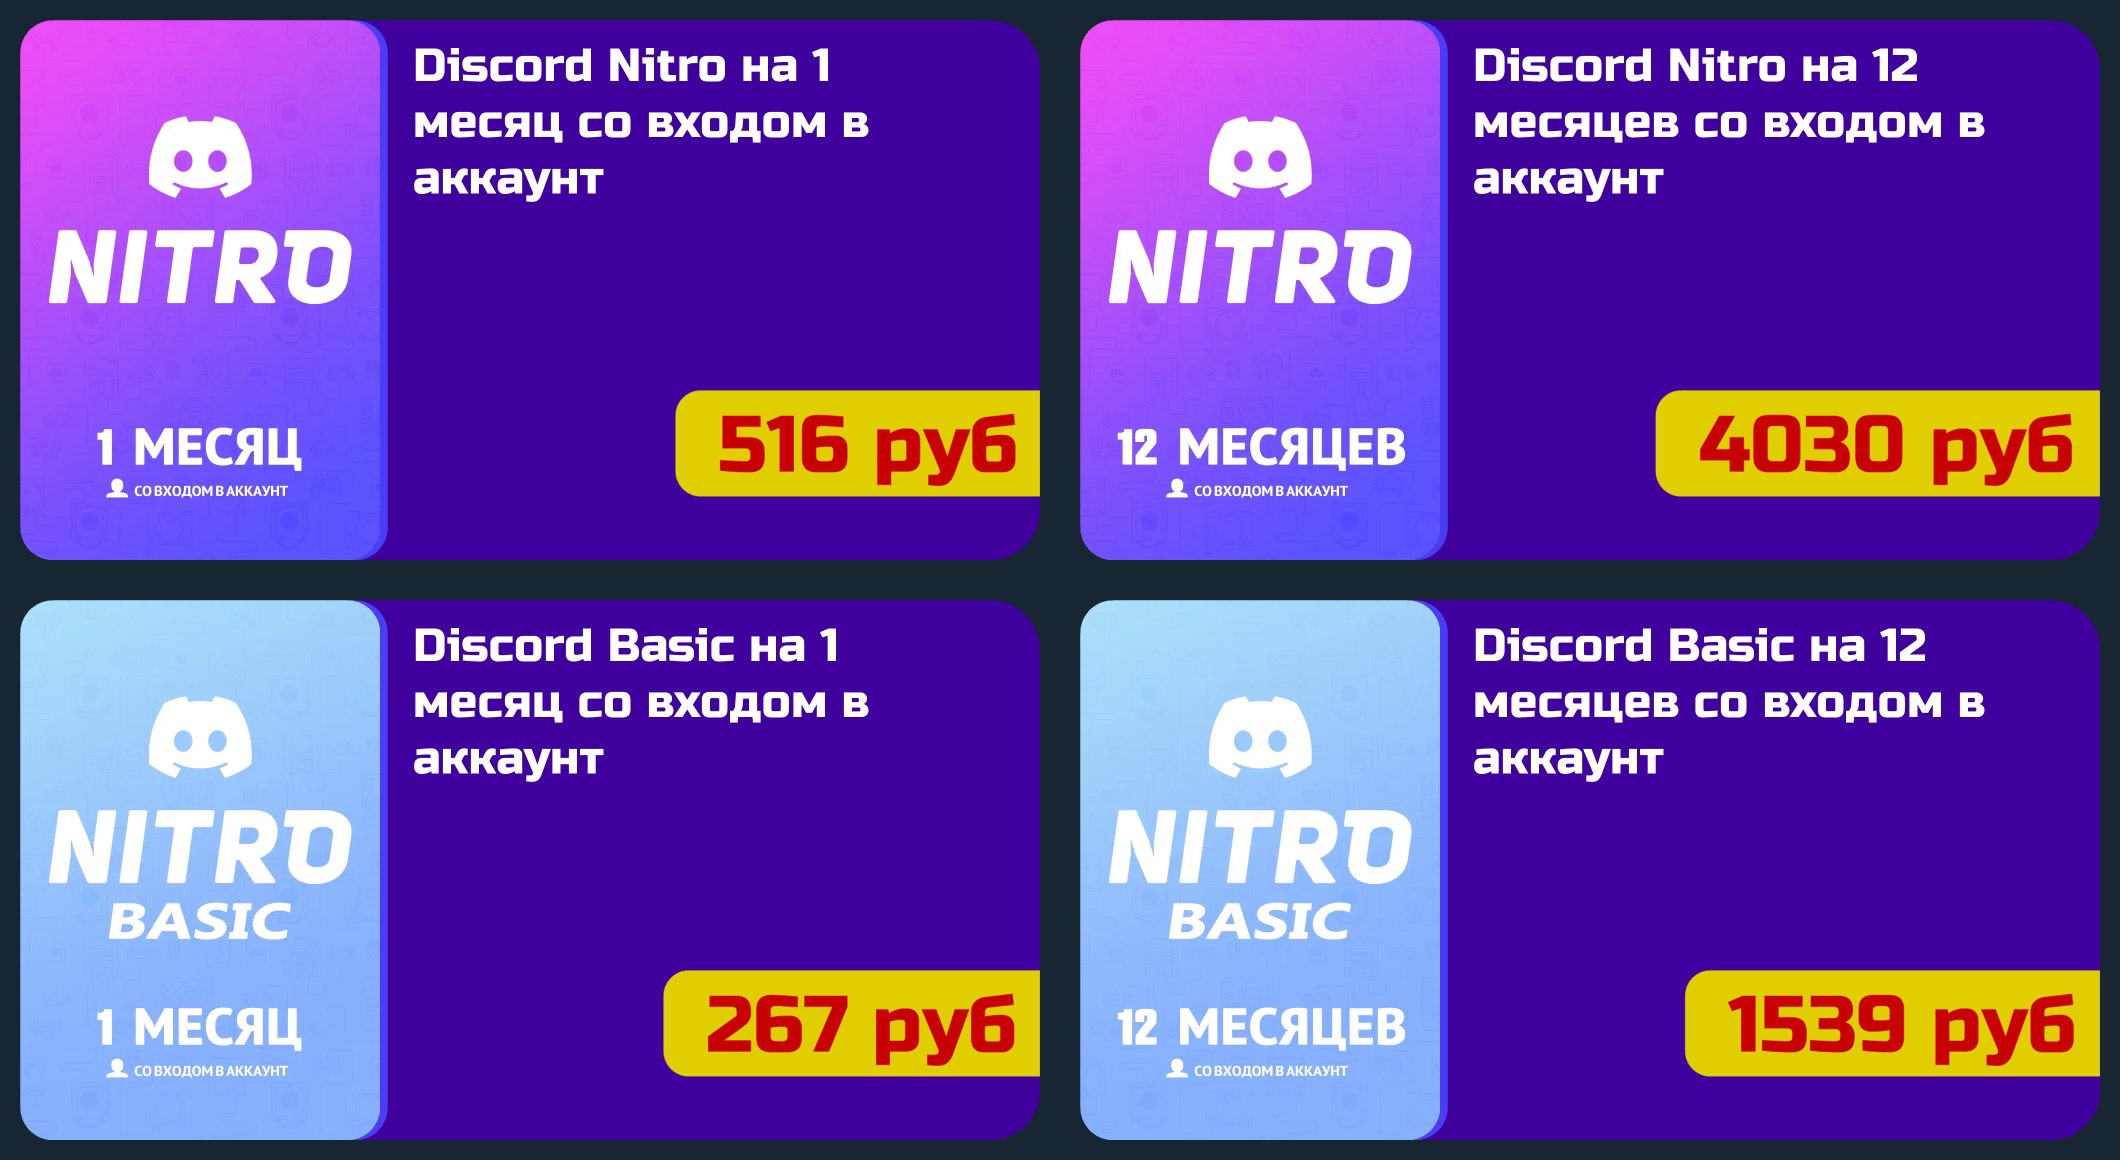 NITRO
1 МЕСЯЦ
СО ВХОДОМ В АККАУНТ
Discord Nitro на 1
месяц со входом в
аккаунт
516 руб
NITRO
12 МЕСЯЦЕВ
СО ВХОДОМ В АККАУНТ
Discord Nitro на 12
месяцев со входом в
аккаунт
4030 руб
NITRO
BASIC
1 МЕСЯЦ
СО ВХОДОМ В АККАУНТ
Discord Basic на 1
месяц со входом в
аккаунт
267 руб
NITRO
BASIC
12 МЕСЯЦЕВ
СО ВХОДОМ В АККАУНТ
Discord Basic на 12
месяцев со входом в
аккаунт
1539 руб